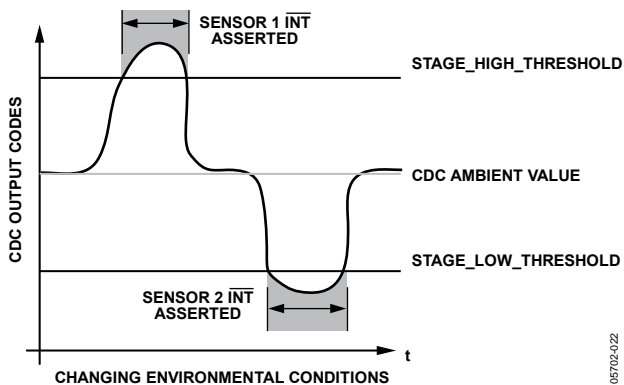 SENSOR 1 INT
ASSERTED
STAGE_HIGH_THRESHOLD
CDC OUTPUT CODES
CDC AMBIENT VALUE
STAGE_LOW_THRESHOLD
SENSOR 2 INT
ASSERTED
t
CHANGING ENVIRONMENTAL CONDITIONS
05702-022